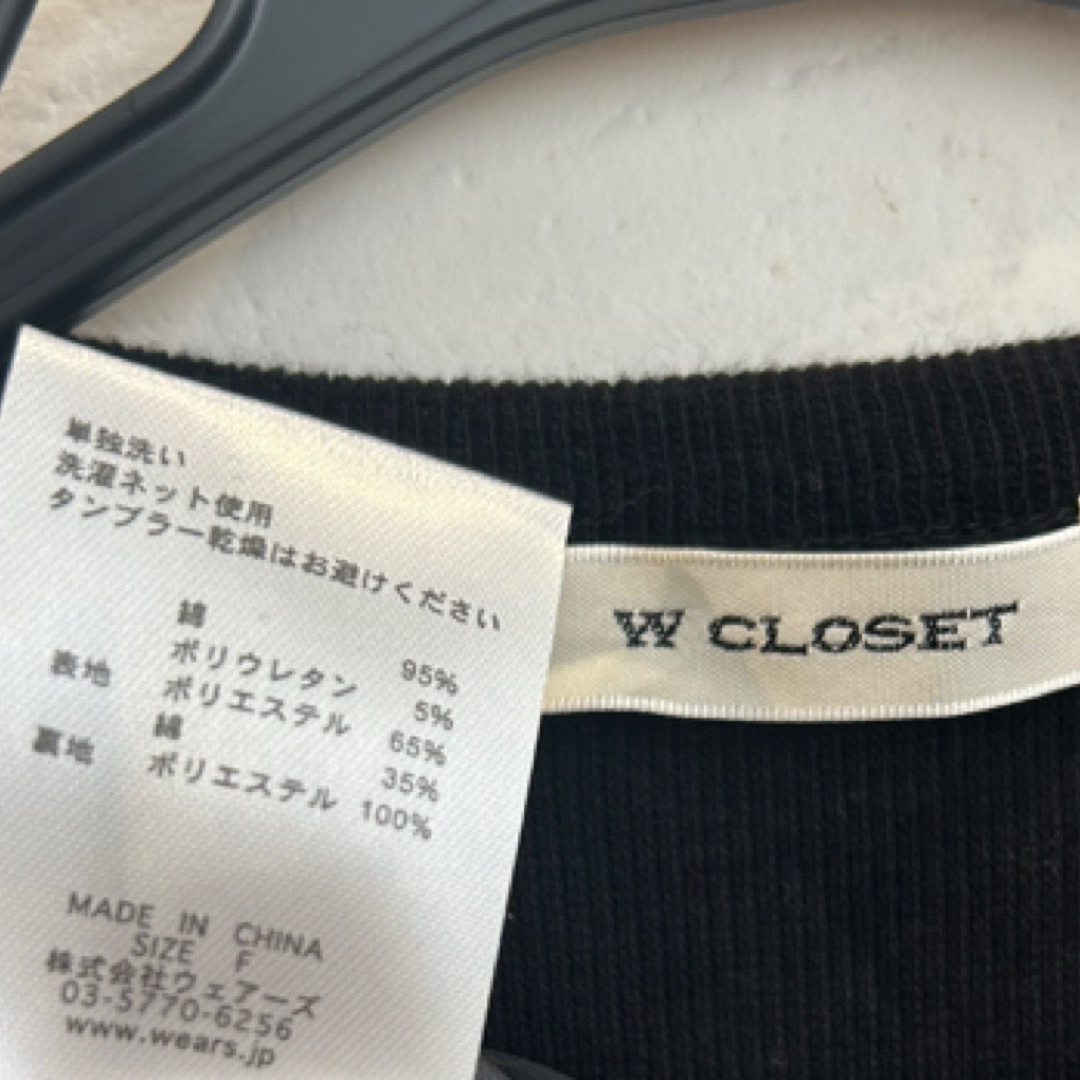 単独洗い
洗濯ネット使用
タンブラー乾燥はお避けください
綿 95%
ポリウレタン 5%
表地 ポリエステル 65%
綿 35%
裏地 ポリエステル 100%
MADE IN CHINA
SIZE F
株式会社ウェアーズ
03-5770-6256
www.wears.jp
W CLOSET